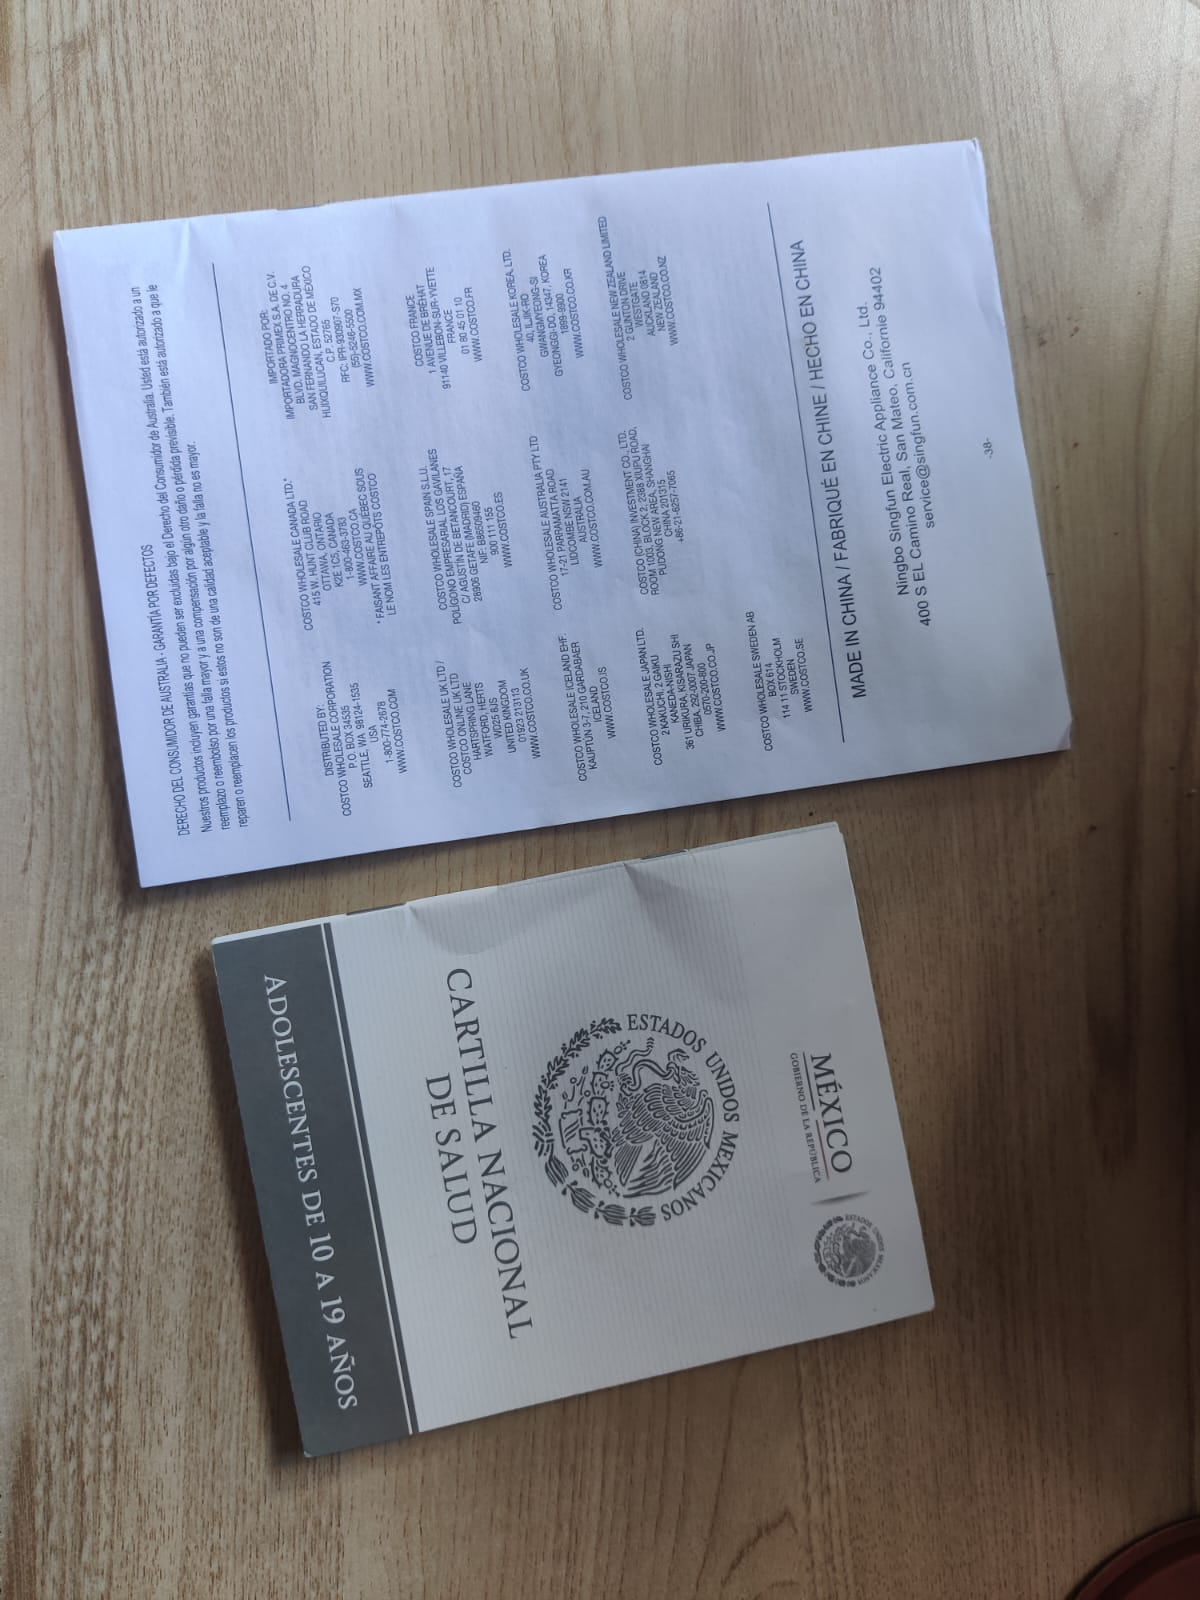 DERECHO DEL CONSUMIDOR DE AUSTRALIA - GARANTÍA POR DEFECTOS
Nuestros productos incluyen garantías que no pueden ser excluidas bajo el Derecho del Consumidor de Australia. Usted está autorizado a un
reemplazo o reembolso por una falla mayor y a una compensación por algún otro daño o pérdida previsible. También está autorizado a que le
reparen o reemplacen los productos si estos no son de una calidad aceptable y la falla no es mayor.
DISTRIBUTED BY:
COSTCO WHOLESALE CORPORATION
P.O. BOX 34535
SEATTLE, WA 98124-1535
USA
1-800-774-2678
WWW.COSTCO.COM
COSTCO WHOLESALE CANADA LTD.*
415 W. HUNT CLUB ROAD
OTTAWA, ONTARIO
K2E 1C5, CANADA
1-800-463-3783
WWW.COSTCO.CA
* FAISANT AFFAIRE AU QUÉBEC SOUS
LE NOM LES ENTREPÔTS COSTCO
IMPORTADO POR:
IMPORTADORA PRIMEX S.A. DE C.V.
BLVD. MAGNOCENTRO NO. 4
SAN FERNANDO LA HERRADURA
HUIXQUILUCAN, ESTADO DE MÉXICO
C.P. 52765
RFC: IPR-930907-S70
(55)-5246-5500
WWW.COSTCO.COM.MX
COSTCO WHOLESALE UK LTD /
COSTCO ONLINE UK LTD
HARTSPRING LANE
WATFORD, HERTS
WD25 8JS
UNITED KINGDOM
01923 213113
WWW.COSTCO.UK
COSTCO WHOLESALE SPAIN S.L.U.
POLÍGONO EMPRESARIAL LOS GAVILANES
C/ AGUSTÍN DE BETANCOURT, 17
28906 GETAFE (MADRID) ESPAÑA
NIF: B86509460
900 111 155
WWW.COSTCO.ES
COSTCO FRANCE
1 AVENUE DE BRÉHAT
91140 VILLEBON-SUR-YVETTE
FRANCE
01 80 45 01 10
WWW.COSTCO.FR
COSTCO WHOLESALE ICELAND EHF.
KAUPTÚN 3-7, 210 GARDABAER
ICELAND
WWW.COSTCO.IS
COSTCO WHOLESALE AUSTRALIA PTY LTD
17-21 PARRAMATTA ROAD
LIDCOMBE NSW 2141
AUSTRALIA
WWW.COSTCO.COM.AU
COSTCO WHOLESALE KOREA, LTD.
40, ILJIK-RO
GWANGMYEONG-SI
GYEONGGI-DO, 14347, KOREA
1899-9900
WWW.COSTCO.CO.KR
COSTCO WHOLESALE JAPAN LTD.
2 KAKUCHI, 2 GAIKU
KANEDA-NISHI
361 URIKURA, KISARAZU SHI
CHIBA, 292-0007 JAPAN
0570-200-800
WWW.COSTCO.CO.JP
COSTCO (CHINA) INVESTMENT CO., LTD.
ROOM 1003, BLOCK 2, 2388 XIUPU ROAD,
PUDONG NEW AREA, SHANGHAI
CHINA 201315
+86-21-6257-7065
COSTCO WHOLESALE NEW ZEALAND LIMITED
2 GUNTON DRIVE
WESTGATE
AUCKLAND 0814
NEW ZEALAND
WWW.COSTCO.CO.NZ
COSTCO WHOLESALE SWEDEN AB
BOX 614
114 11 STOCKHOLM
SWEDEN
WWW.COSTCO.SE
MADE IN CHINA / FABRIQUÉ EN CHINE / HECHO EN CHINA
Ningbo Singfun Electric Appliance Co., Ltd.
400 S EL Camino Real, San Mateo, Californie 94402
service@singfun.com.cn
-38-
MÉXICO
GOBIERNO DE LA REPÚBLICA
ESTADOS UNIDOS MEXICANOS
ESTADOS UNIDOS MEXICANOS
CARTILLA NACIONAL
DE SALUD
ADOLESCENTES DE 10 A 19 AÑOS